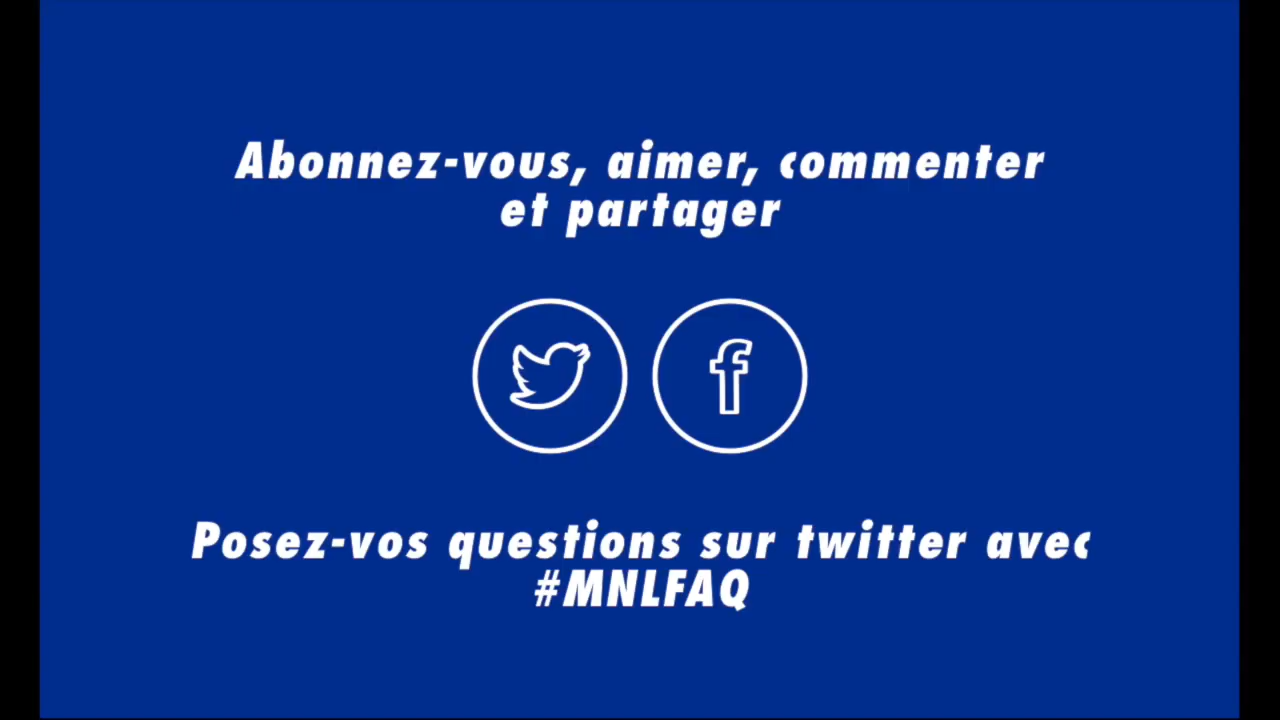 Abonnez-vous, aimer, commenter
et partager
Posez-vos questions sur twitter avec
#MNLFAQ